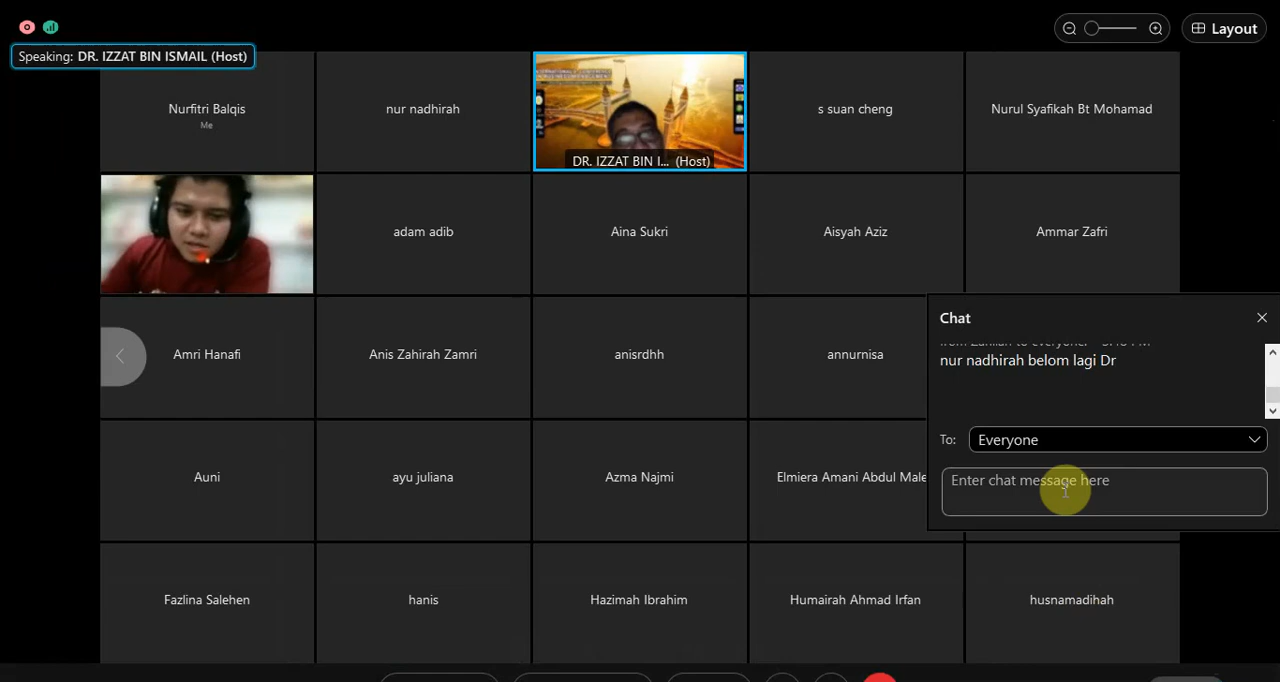 Layout
Speaking: DR. IZZAT BIN ISMAIL (Host)
Nurfitri Balqis
Me
nur nadhirah
DR. IZZAT BIN I... (Host)
s suan cheng
Nurul Syafikah Bt Mohamad
adam adib
Aina Sukri
Aisyah Aziz
Ammar Zafri
Amri Hanafi
Anis Zahirah Zamri
anisrdhh
annurnisa
Chat
nur nadhirah belom lagi Dr
To:
Everyone
Enter chat message here
Auni
ayu juliana
Azma Najmi
Elmiera Amani Abdul Male
Fazlina Salehen
hanis
Hazimah Ibrahim
Humairah Ahmad Irfan
husnamadihah